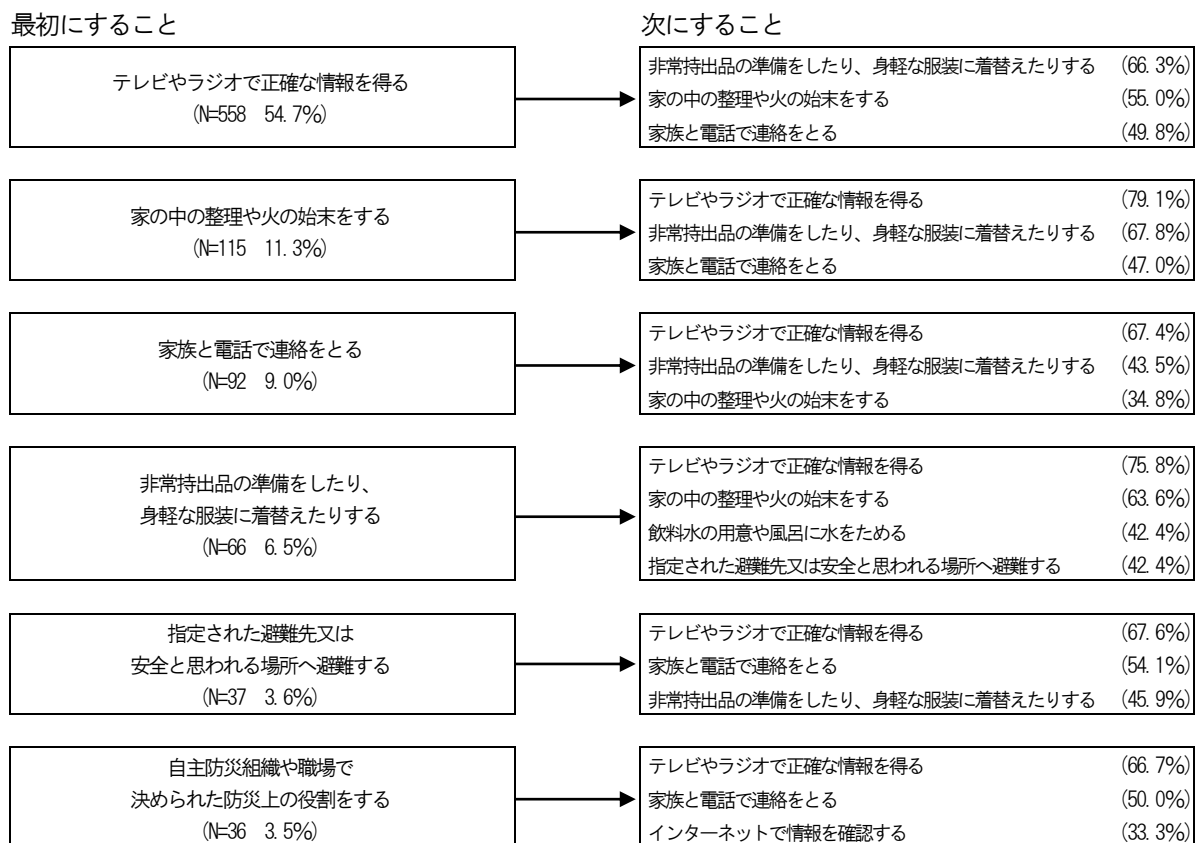 最初にすること
次にすること
テレビやラジオで正確な情報を得る
(N=558 54.7%)
非常持出品の準備をしたり、身軽な服装に着替えたりする (66.3%)
家の中の整理や火の始末をする (55.0%)
家族と電話で連絡をとる (49.8%)
家の中の整理や火の始末をする
(N=115 11.3%)
テレビやラジオで正確な情報を得る (79.1%)
非常持出品の準備をしたり、身軽な服装に着替えたりする (67.8%)
家族と電話で連絡をとる (47.0%)
家族と電話で連絡をとる
(N=92 9.0%)
テレビやラジオで正確な情報を得る (67.4%)
非常持出品の準備をしたり、身軽な服装に着替えたりする (43.5%)
家の中の整理や火の始末をする (34.8%)
非常持出品の準備をしたり、
身軽な服装に着替えたりする
(N=66 6.5%)
テレビやラジオで正確な情報を得る (75.8%)
家の中の整理や火の始末をする (63.6%)
飲料水の用意や風呂に水をためる (42.4%)
指定された避難先又は安全と思われる場所へ避難する (42.4%)
指定された避難先又は
安全と思われる場所へ避難する
(N=37 3.6%)
テレビやラジオで正確な情報を得る (67.6%)
家族と電話で連絡をとる (54.1%)
非常持出品の準備をしたり、身軽な服装に着替えたりする (45.9%)
自主防災組織や職場で
決められた防災上の役割をする
(N=36 3.5%)
テレビやラジオで正確な情報を得る (66.7%)
家族と電話で連絡をとる (50.0%)
インターネットで情報を確認する (33.3%)